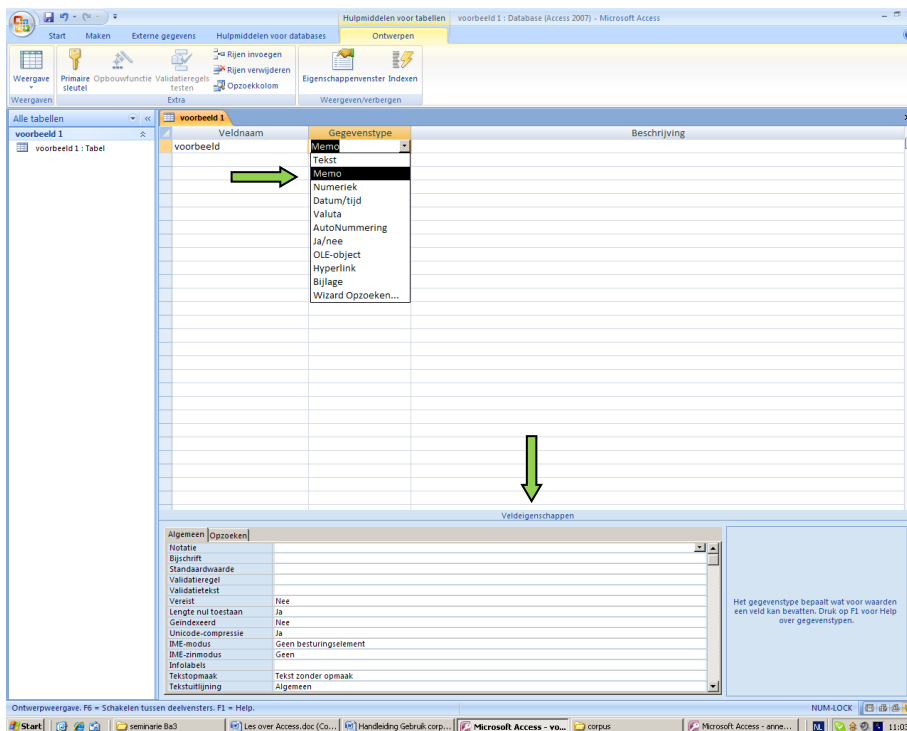 Hulpmiddelen voor tabellen voorbeeld 1 : Database (Access 2007) - Microsoft Access
Start Maken Externe gegevens Hulpmiddelen voor databases Ontwerpen
Weergave
Primaire sleutel
Opbouwfunctie
Validatieregels testen
Rijen invoegen
Rijen verwijderen
Opzoekkolom
Eigenschappenvenster
Indexen
Weergaven Extra Weergeven/verbergen
Alle tabellen
voorbeeld 1
voorbeeld 1 : Tabel
voorbeeld 1
Veldnaam Gegevenstype Beschrijving
voorbeeld Memo
Tekst
Memo
Numeriek
Datum/tijd
Valuta
AutoNummering
Ja/nee
OLE-object
Hyperlink
Bijlage
Wizard Opzoeken...
Veldeigenschappen
Algemeen Opzoeken
Notatie
Bijschrift
Standaardwaarde
Validatieregel
Validatietekst
Vereist Nee
Lengte nul toestaan Ja
Geïndexeerd Nee
Unicode-compressie Ja
IME-modus Geen besturingselement
IME-zinmodus Geen
Infolabels
Tekstopmaak Tekst zonder opmaak
Tekstuitlijning Algemeen
Het gegevenstype bepaalt wat voor waarden
een veld kan bevatten. Druk op F1 voor Help
over gegevenstypen.
Ontwerpweergave. F6 = Schakelen tussen deelvensters. F1 = Help. NUM-LOCK
Start seminarie Ba3 Les over Access.doc (Co... Handleiding Gebruik corp... Microsoft Access - vo... corpus Microsoft Access - anne... NL 11:03